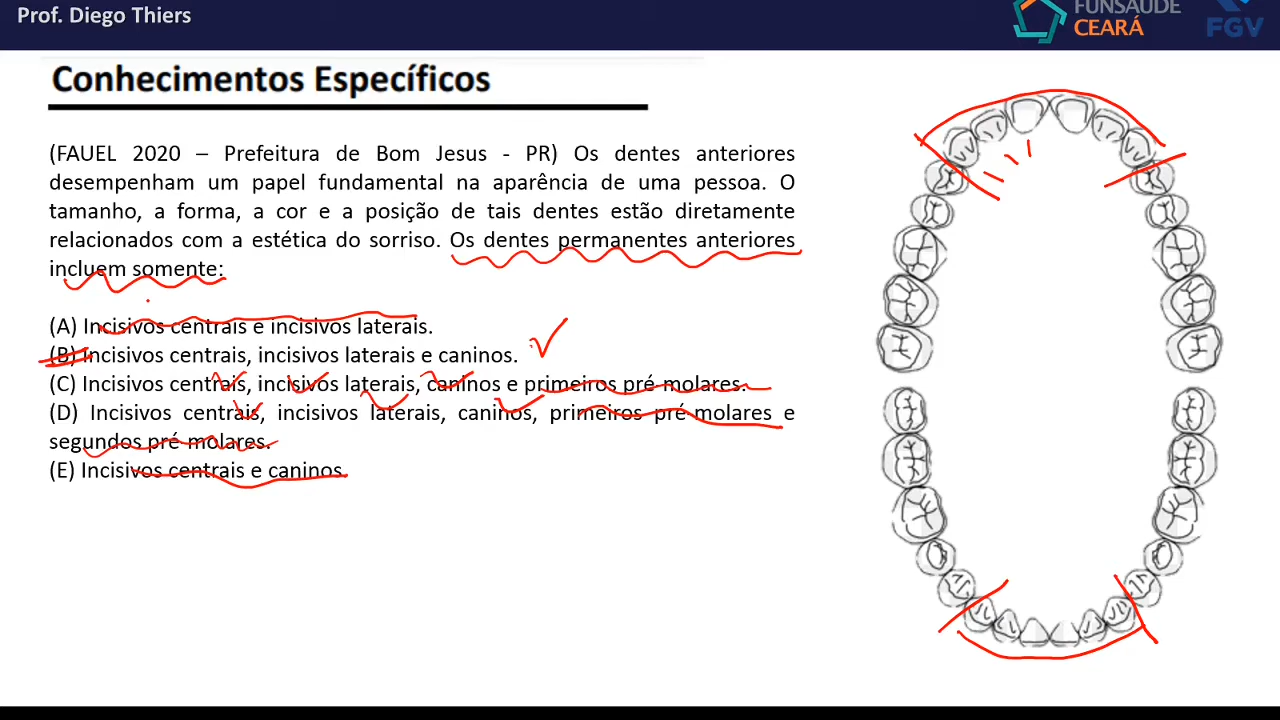 Prof. Diego Thiers
FUNSAÚDE
CEARÁ
FGV
Conhecimentos Específicos
(FAUEL 2020 – Prefeitura de Bom Jesus - PR) Os dentes anteriores
desempenham um papel fundamental na aparência de uma pessoa. O
tamanho, a forma, a cor e a posição de tais dentes estão diretamente
relacionados com a estética do sorriso. Os dentes permanentes anteriores
incluem somente:
(A) Incisivos centrais e incisivos laterais.
(B) Incisivos centrais, incisivos laterais e caninos.
(C) Incisivos centrais, incisivos laterais, caninos e primeiros pré-molares.
(D) Incisivos centrais, incisivos laterais, caninos, primeiros pré-molares e
segundos pré-molares.
(E) Incisivos centrais e caninos.